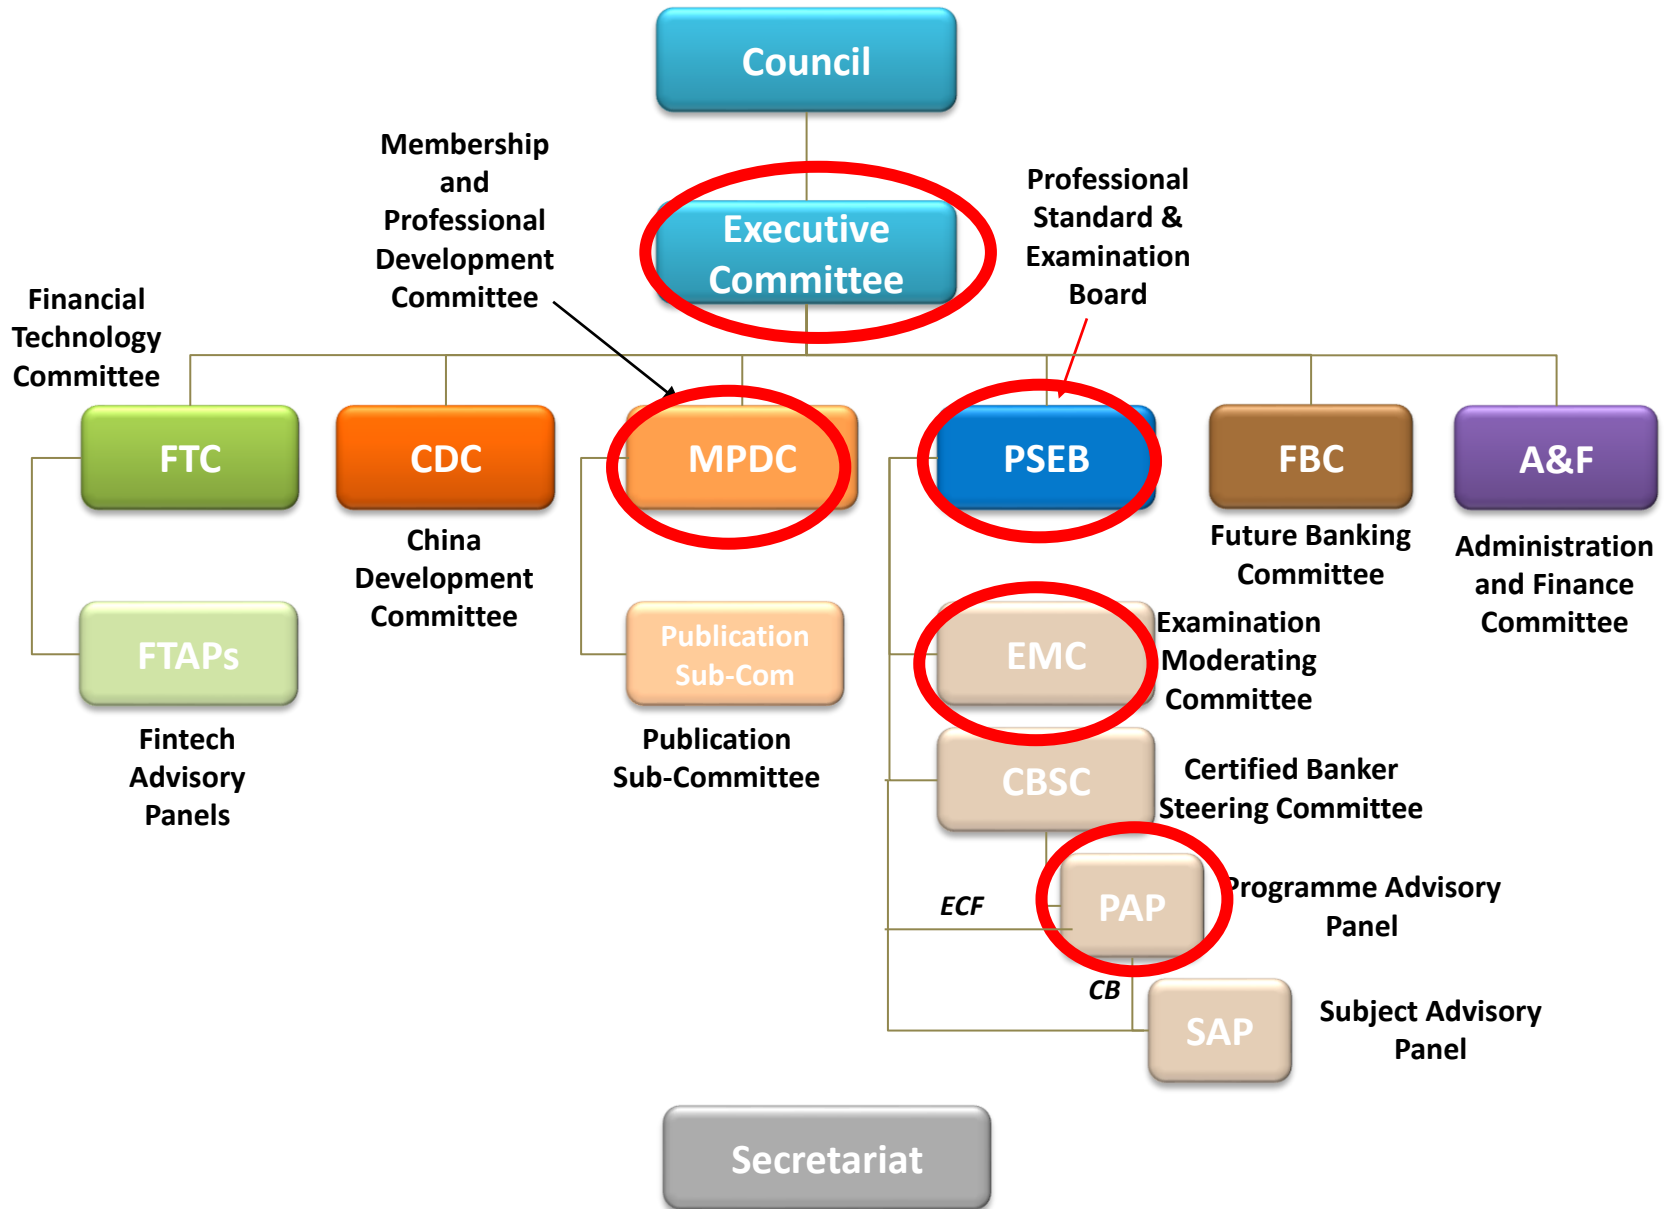 Council
Membership
and
Professional
Development
Committee
Executive
Committee
Professional
Standard &
Examination
Board
Financial
Technology
Committee
FTC
CDC
MPDC
PSEB
FBC
A&F
China
Development
Committee
Future Banking
Committee
Administration
and Finance
Committee
FTAPs
Publication
Sub-Com
EMC
Examination
Moderating
Committee
Fintech
Advisory
Panels
Publication
Sub-Committee
CBSC
Certified Banker
Steering Committee
ECF
PAP
Programme Advisory
Panel
CB
SAP
Subject Advisory
Panel
Secretariat